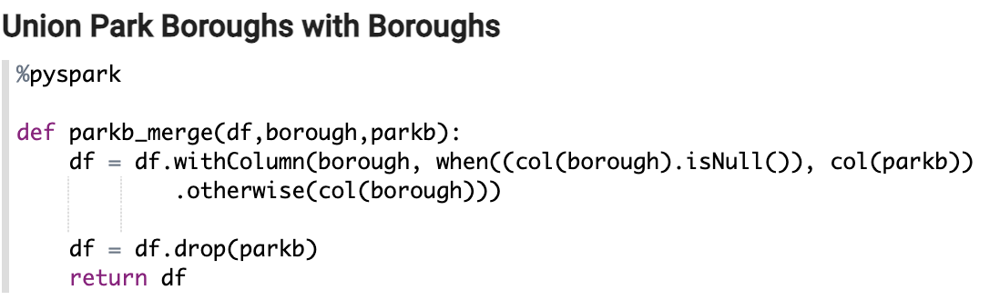 Union Park Boroughs with Boroughs
%pyspark
def parkb_merge(df,borough,parkb):
    df = df.withColumn(borough, when((col(borough).isNull()), col(parkb))
            .otherwise(col(borough)))
    df = df.drop(parkb)
    return df